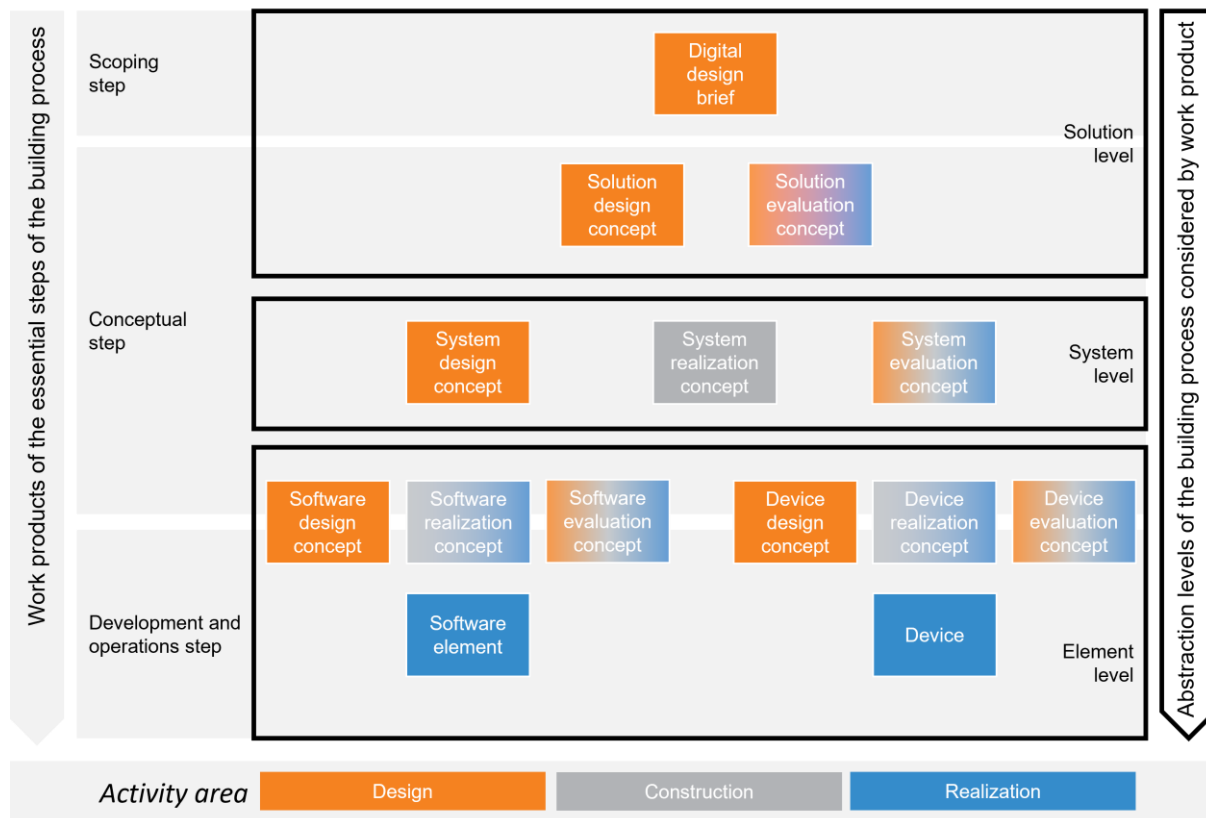 Work products of the essential steps of the building process
Scoping
step
Digital
design
brief
Solution
level
Solution
design
concept
Solution
evaluation
concept
Conceptual
step
System
design
concept
System
realization
concept
System
evaluation
concept
System
level
Software
design
concept
Software
realization
concept
Software
evaluation
concept
Device
design
concept
Device
realization
concept
Device
evaluation
concept
Development and
operations step
Software
element
Device
Element
level
Abstraction levels of the building process considered by work product
Activity area
Design
Construction
Realization